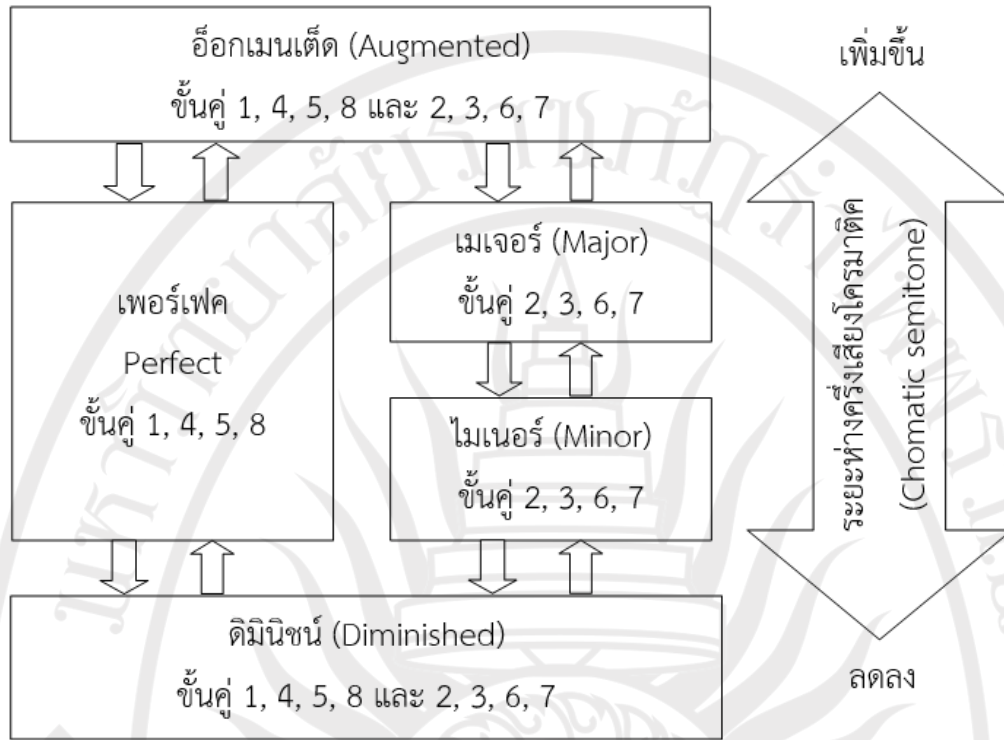 อ็อกเมนเต็ด (Augmented)
ขั้นคู่ 1, 4, 5, 8 และ 2, 3, 6, 7
เพิ่มขึ้น
เพอร์เฟค
Perfect
ขั้นคู่ 1, 4, 5, 8
เมเจอร์ (Major)
ขั้นคู่ 2, 3, 6, 7
ไมเนอร์ (Minor)
ขั้นคู่ 2, 3, 6, 7
ระยะห่างครึ่งเสียงโครมาติค
(Chomatic semitone)
ดิมินิชน์ (Diminished)
ขั้นคู่ 1, 4, 5, 8 และ 2, 3, 6, 7
ลดลง